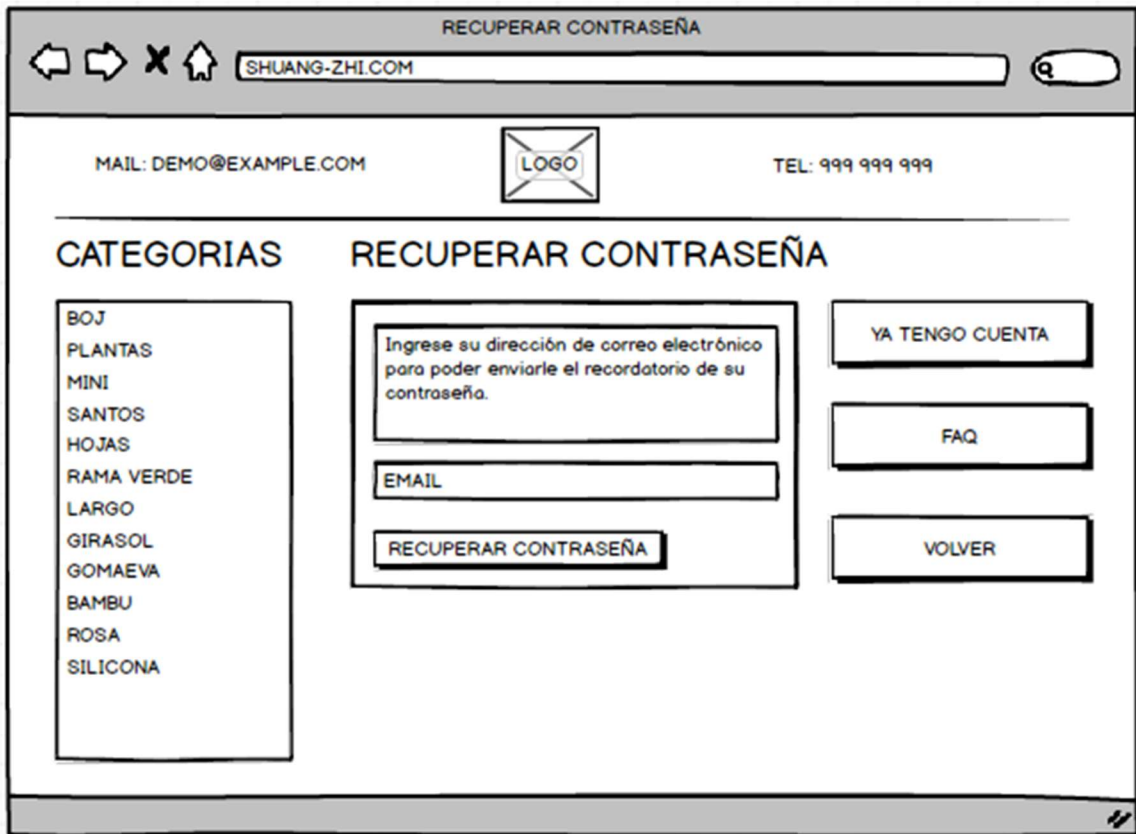 RECUPERAR CONTRASEÑA
SHUANG-ZHI.COM
MAIL: DEMO@EXAMPLE.COM
LOGO
TEL: 999 999 999
CATEGORIAS
BOJ
PLANTAS
MINI
SANTOS
HOJAS
RAMA VERDE
LARGO
GIRASOL
GOMAEVA
BAMBU
ROSA
SILICONA
RECUPERAR CONTRASEÑA
Ingrese su dirección de correo electrónico
para poder enviarle el recordatorio de su
contraseña.
EMAIL
RECUPERAR CONTRASEÑA
YA TENGO CUENTA
FAQ
VOLVER